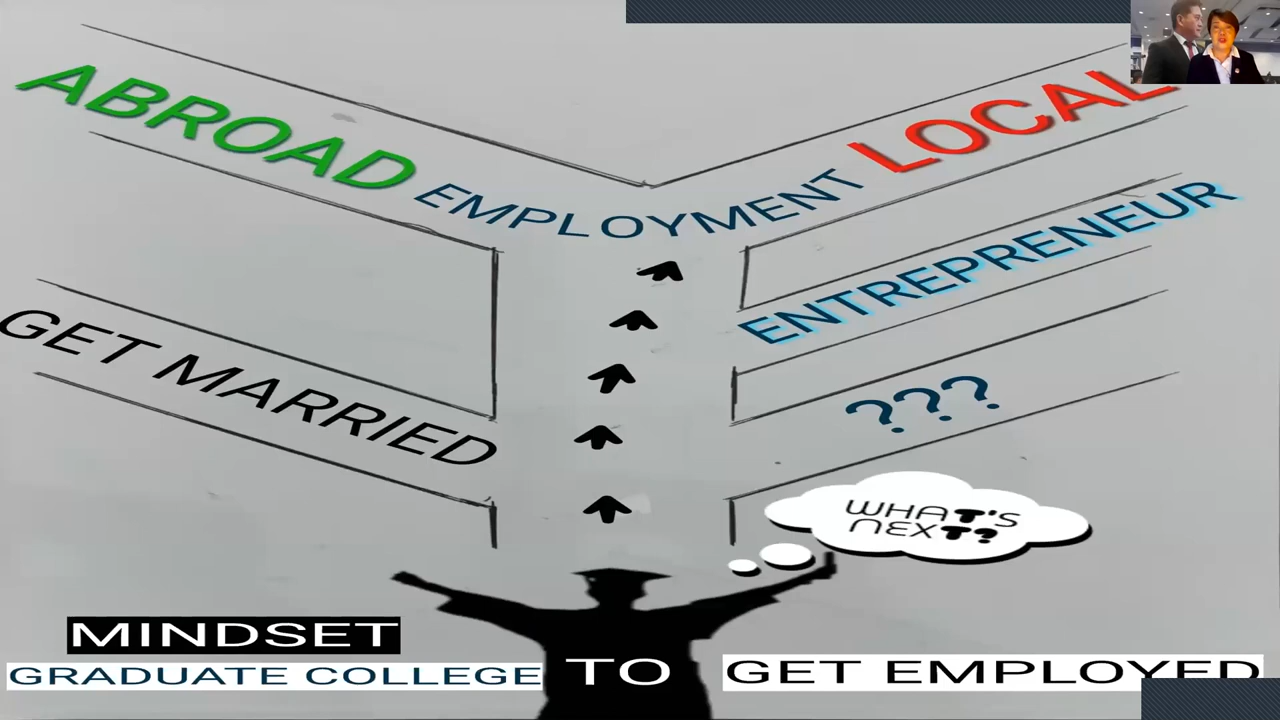 ABROAD
LOCAL
EMPLOYMENT
ENTREPRENEUR
GET MARRIED
???
WHAT'S
NEXT?
MINDSET
GRADUATE COLLEGE TO GET EMPLOYED